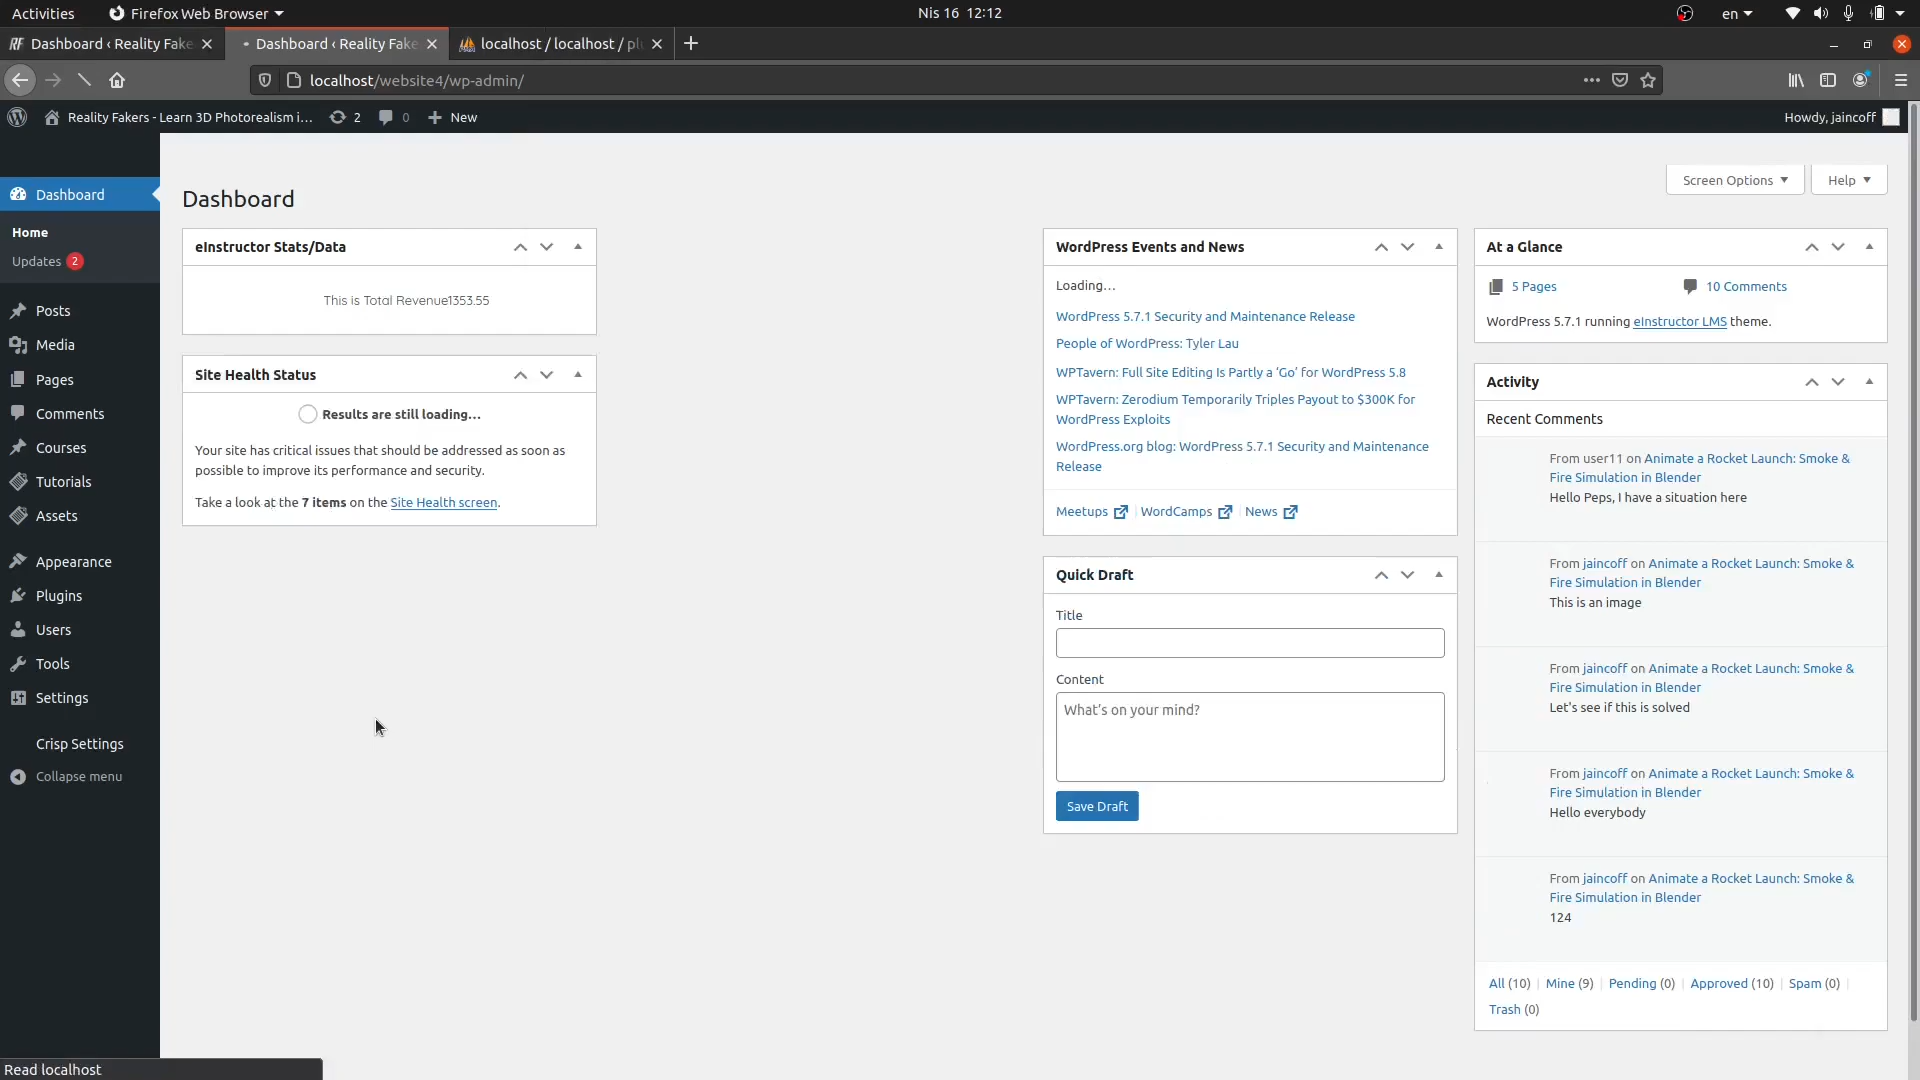 Activities
Firefox Web Browser
Nis 16 12:12
en
Dashboard ‹ Reality Fake
Dashboard ‹ Reality Fake
localhost / localhost / pl
localhost/website4/wp-admin/
Reality Fakers - Learn 3D Photorealism i...
2
0
New
Howdy, jaincoff
Dashboard
Home
Updates 2
Posts
Media
Pages
Comments
Courses
Tutorials
Assets
Appearance
Plugins
Users
Tools
Settings
Crisp Settings
Collapse menu
Screen Options
Help
Dashboard
eInstructor Stats/Data
This is Total Revenue1353.55
Site Health Status
Results are still loading…
Your site has critical issues that should be addressed as soon as
possible to improve its performance and security.
Take a look at the 7 items on the Site Health screen.
WordPress Events and News
Loading…
WordPress 5.7.1 Security and Maintenance Release
People of WordPress: Tyler Lau
WPTavern: Full Site Editing Is Partly a ‘Go’ for WordPress 5.8
WPTavern: Zerodium Temporarily Triples Payout to $300K for
WordPress Exploits
WordPress.org blog: WordPress 5.7.1 Security and Maintenance
Release
Meetups
WordCamps
News
Quick Draft
Title
Content
What’s on your mind?
Save Draft
At a Glance
5 Pages
10 Comments
WordPress 5.7.1 running eInstructor LMS theme.
Activity
Recent Comments
From user11 on Animate a Rocket Launch: Smoke &
Fire Simulation in Blender
Hello Peps, I have a situation here
From jaincoff on Animate a Rocket Launch: Smoke &
Fire Simulation in Blender
This is an image
From jaincoff on Animate a Rocket Launch: Smoke &
Fire Simulation in Blender
Let's see if this is solved
From jaincoff on Animate a Rocket Launch: Smoke &
Fire Simulation in Blender
Hello everybody
From jaincoff on Animate a Rocket Launch: Smoke &
Fire Simulation in Blender
124
All (10) | Mine (9) | Pending (0) | Approved (10) | Spam (0) |
Trash (0)
Read localhost